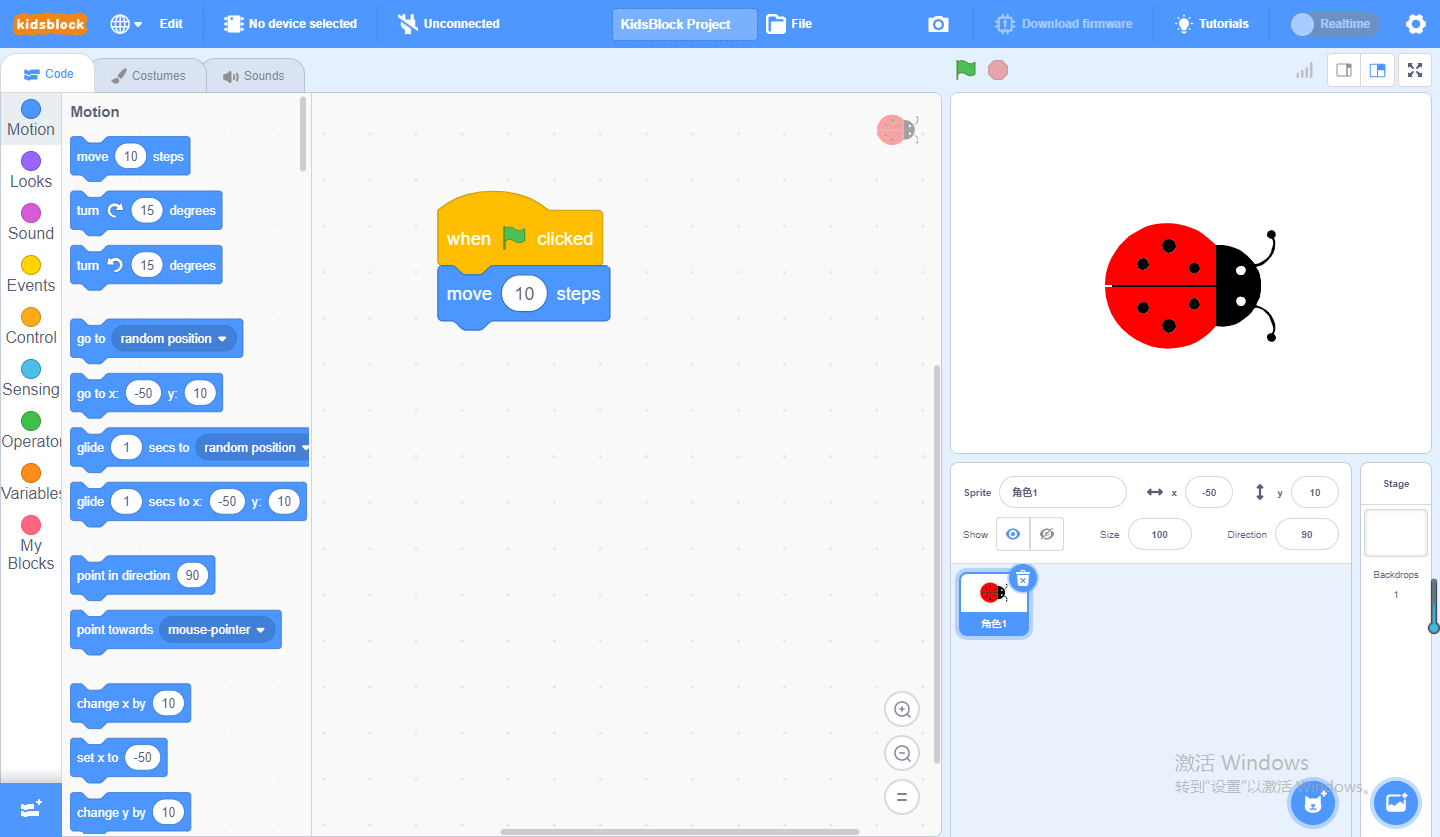 kidsblock
Edit
No device selected
Unconnected
KidsBlock Project
File
Download firmware
Tutorials
Realtime
Code
Costumes
Sounds
Motion
Looks
Sound
Events
Control
Sensing
Operator
Variables
My
Blocks
Motion
move 10 steps
turn 15 degrees
turn 15 degrees
go to random position
go to x: -50 y: 10
glide 1 secs to random position
glide 1 secs to x: -50 y: 10
point in direction 90
point towards mouse-pointer
change x by 10
set x to -50
change y by 10
when clicked
move 10 steps
Sprite 角色1 x -50 y 10
Show Size 100 Direction 90
角色1
Stage
Backdrops
1
激活 Windows
转到“设置”以激活 Windows。